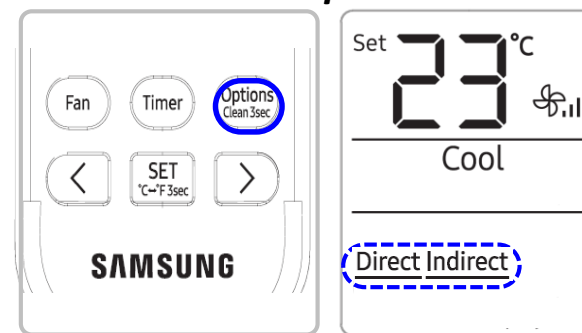 Fan
Timer
Options
Clean 3sec
SET
°C↔°F 3sec
SAMSUNG
Set 23 °C
Cool
Direct Indirect